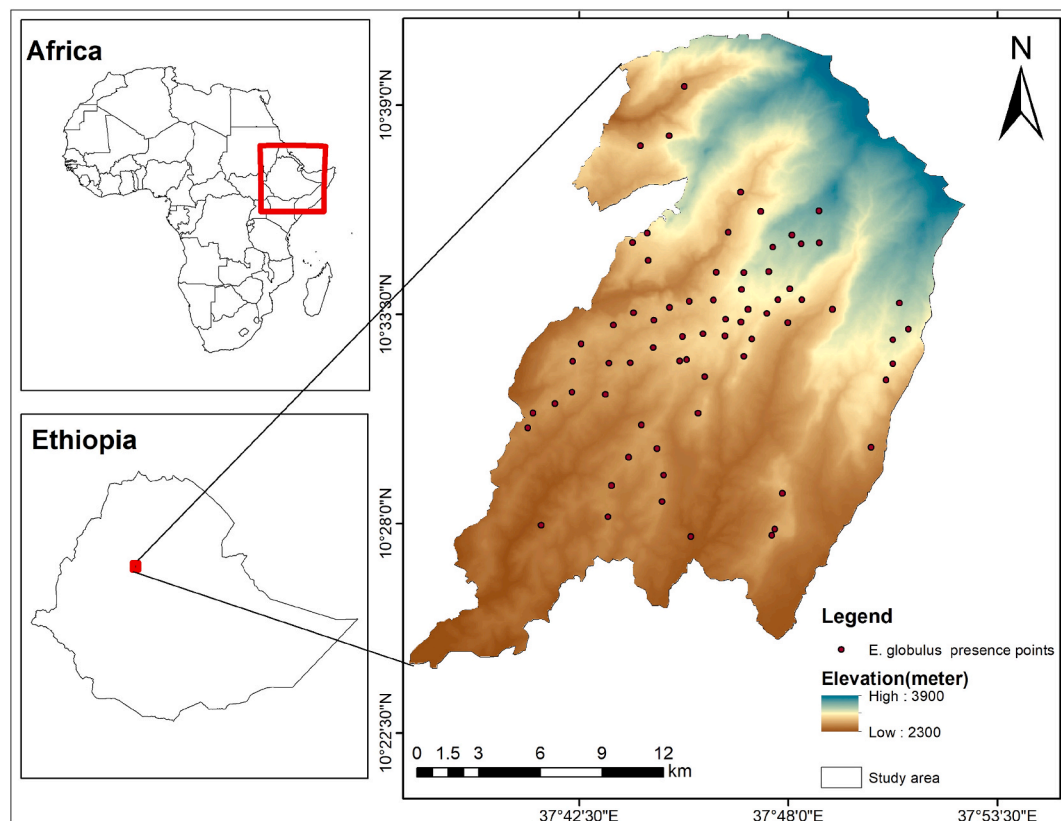 Africa
Ethiopia
N
10°39'0"N
10°33'30"N
10°28'0"N
10°22'30"N
Legend
E. globulus presence points
Elevation(meter)
High : 3900
Low : 2300
Study area
0 1.5 3 6 9 12
km
37°42'30"E 37°48'0"E 37°53'30"E